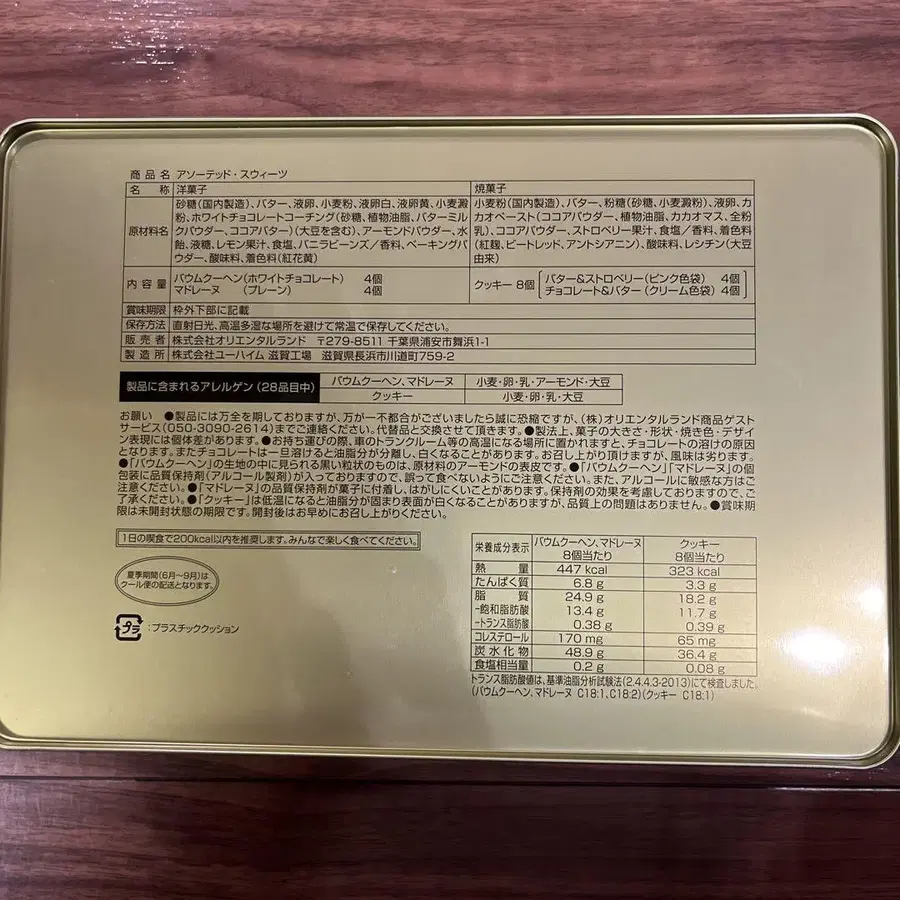 商品名 アソーテッド・スウィーツ
名称 洋菓子 焼菓子
原材料名
砂糖(国内製造)、バター、液卵、小麦粉、液卵白、液卵黄、小麦澱
粉、ホワイトチョコレートコーチング(砂糖、植物油脂、バターミル
クパウダー、ココアバター)(大豆を含む)、アーモンドパウダー、水
飴、液糖、レモン果汁、食塩、バニラビーンズ/香料、ベーキングパ
ウダー、酸味料、着色料(紅花黄)
小麦粉(国内製造)、バター、粉糖(砂糖、小麦澱粉)、液卵、カ
カオペースト(ココアパウダー、植物油脂、カカオマス、全粉
乳)、ココアパウダー、ストロベリー果汁、食塩/香料、着色料
(紅麹、ビートレッド、アントシアニン)、酸味料、レシチン(大豆
由来)
内容量
バウムクーヘン(ホワイトチョコレート) 4個
マドレーヌ (プレーン) 4個
クッキー 8個
バター&ストロベリー(ピンク色袋) 4個
チョコレート&バター(クリーム色袋) 4個
賞味期限 枠外下部に記載
保存方法 直射日光、高温多湿な場所を避けて常温で保存してください。
販売者 株式会社オリエンタルランド 〒279-8511 千葉県浦安市舞浜1-1
製造所 株式会社ユーハイム 滋賀工場 滋賀県長浜市川道町759-2
製品に含まれるアレルゲン(28品目中)
バウムクーヘン、マドレーヌ 小麦・卵・乳・アーモンド・大豆
クッキー 小麦・卵・乳・大豆
お願い ●製品には万全を期しておりますが、万が一不都合がございましたら誠に恐縮ですが、(株)オリエンタルランド商品ゲスト
サービス(050-3090-2614)までご連絡ください。代替品と交換させて頂きます。●製法上、菓子の大きさ・形状・焼き色・デザイ
ン表現には個体差があります。●お持ち運びの際、車のトランクルーム等の高温になる場所に置かれますと、チョコレートの溶けの原因
となります。またチョコレートは一旦溶けると油脂分が分離し、白くなることがあります。お召し上がり頂けますが、風味は劣ります。
●「バウムクーヘン」の生地の中に見られる黒い粒状のものは、原材料のアーモンドの表皮です。●「バウムクーヘン」「マドレーヌ」の個
包装に品質保持剤(アルコール製剤)が入っておりますので、誤って食べないようにご注意ください。また、アルコールに敏感な方はご
注意ください。●「マドレーヌ」の品質保持剤が菓子に付着し、はがしにくいことがあります。保持剤の効果を考慮しておりますので、ご
了承ください。●「クッキー」は低温になると油脂分が固まり表面が白くなることがありますが、品質上の問題はありません。●賞味期
限は未開封状態の期限です。開封後はお早めにお召し上がりください。
1日の喫食で200kcal以内を推奨します。みんなで楽しく食べてください。
夏季期間(6月〜9月)は
クール便の配送となります。
プラ:プラスチッククッション
栄養成分表示 バウムクーヘン、マドレーヌ 8個当たり クッキー 8個当たり
熱量 447 kcal 323 kcal
たんぱく質 6.8 g 3.3 g
脂質 24.9 g 18.2 g
-飽和脂肪酸 13.4 g 11.7 g
-トランス脂肪酸 0.38 g 0.39 g
コレステロール 170 mg 65 mg
炭水化物 48.9 g 36.4 g
食塩相当量 0.2 g 0.08 g
トランス脂肪酸値は、基準油脂分析試験法(2.4.4.3-2013)にて検査しました。
(バウムクーヘン、マドレーヌ C18:1、C18:2)(クッキー C18:1)